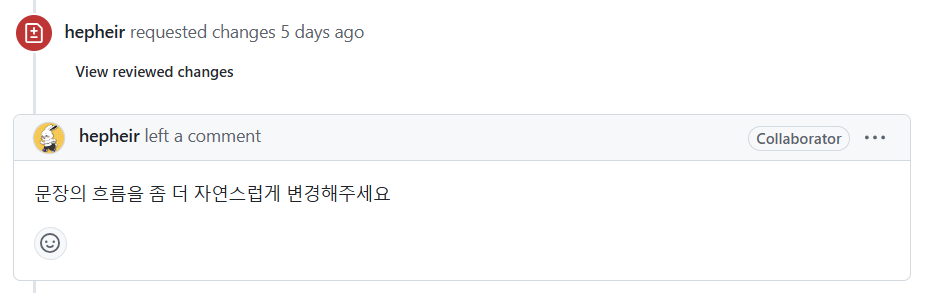 hepheir requested changes 5 days ago
View reviewed changes
hepheir left a comment
Collaborator
문장의 흐름을 좀 더 자연스럽게 변경해주세요